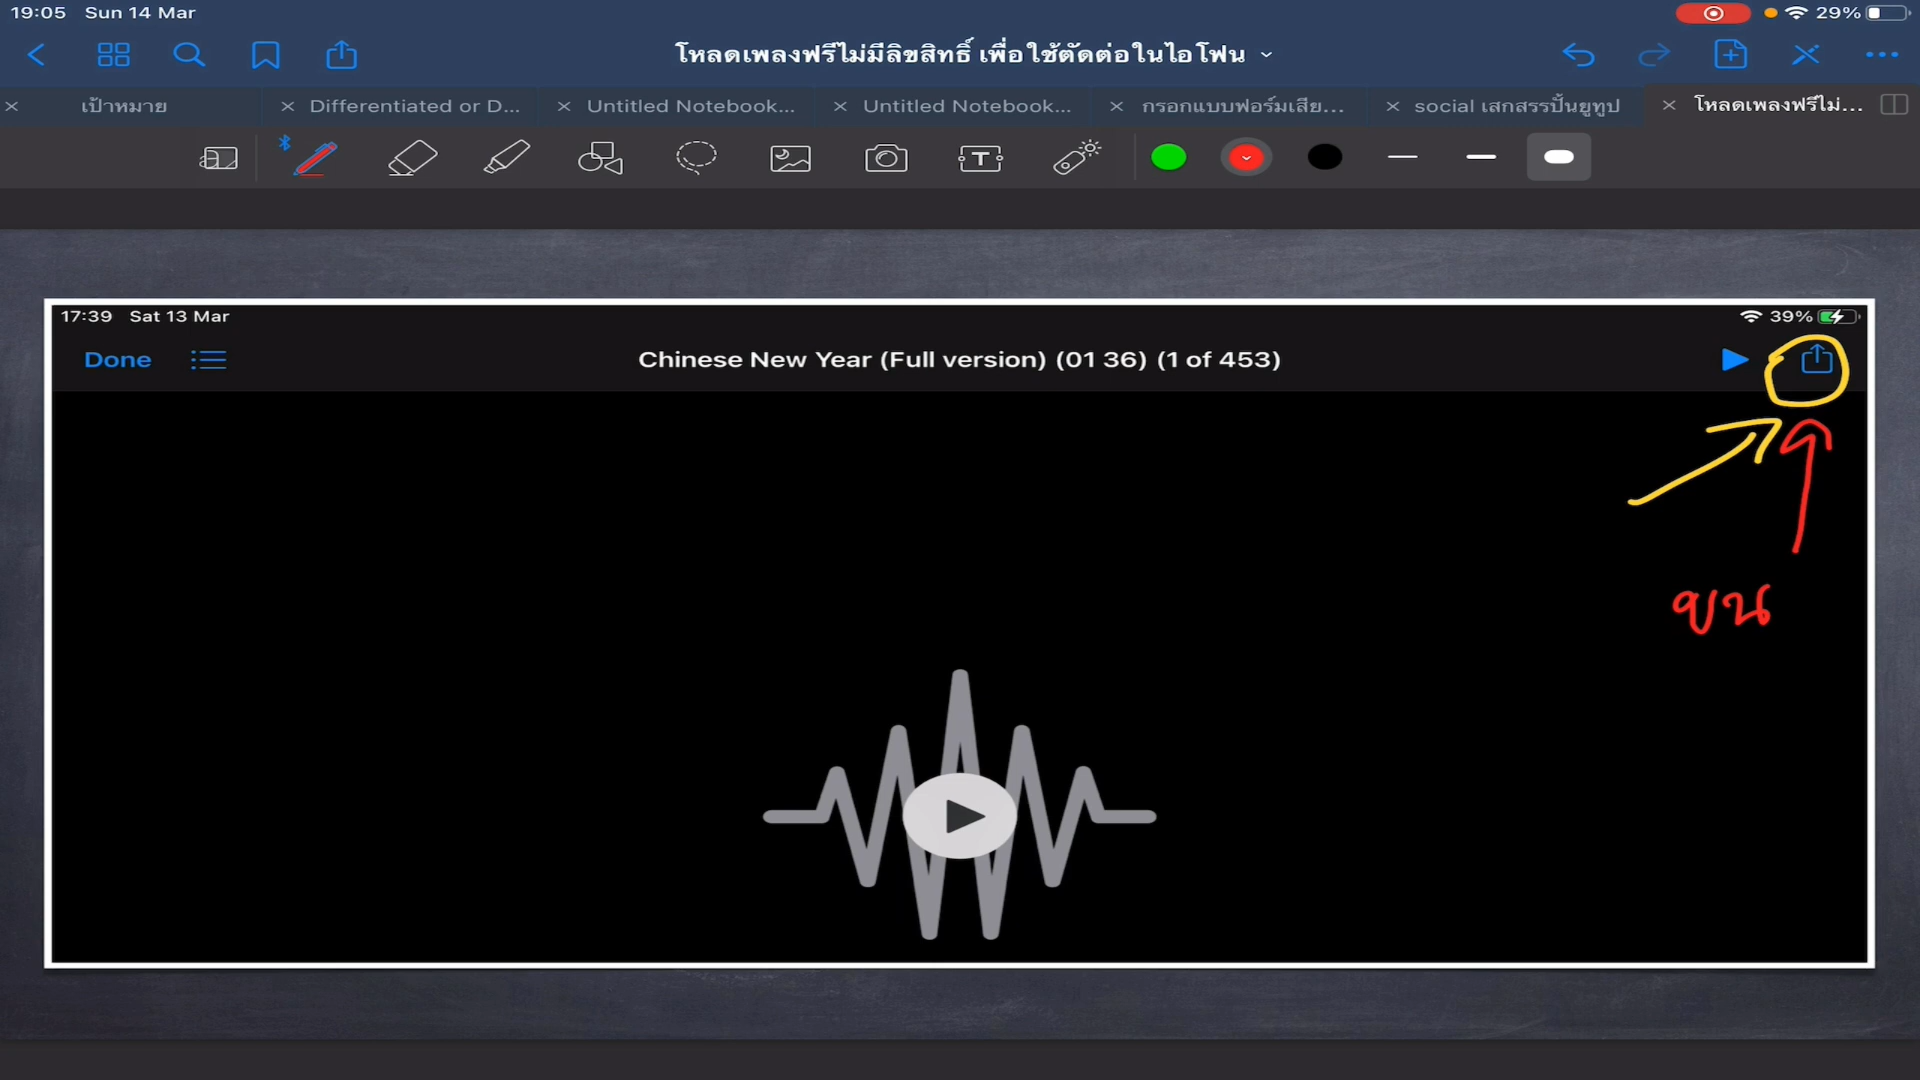 19:05 Sun 14 Mar 29%
โหลดเพลงฟรีไม่มีลิขสิทธิ์ เพื่อใช้ตัดต่อในไอโฟน
เป้าหมาย Differentiated or D... Untitled Notebook... Untitled Notebook... กรอกแบบฟอร์มเสีย... social เสกสรรปั้นยูทูป โหลดเพลงฟรีไม่...
T
17:39 Sat 13 Mar 39%
Done Chinese New Year (Full version) (01 36) (1 of 453)
ขน